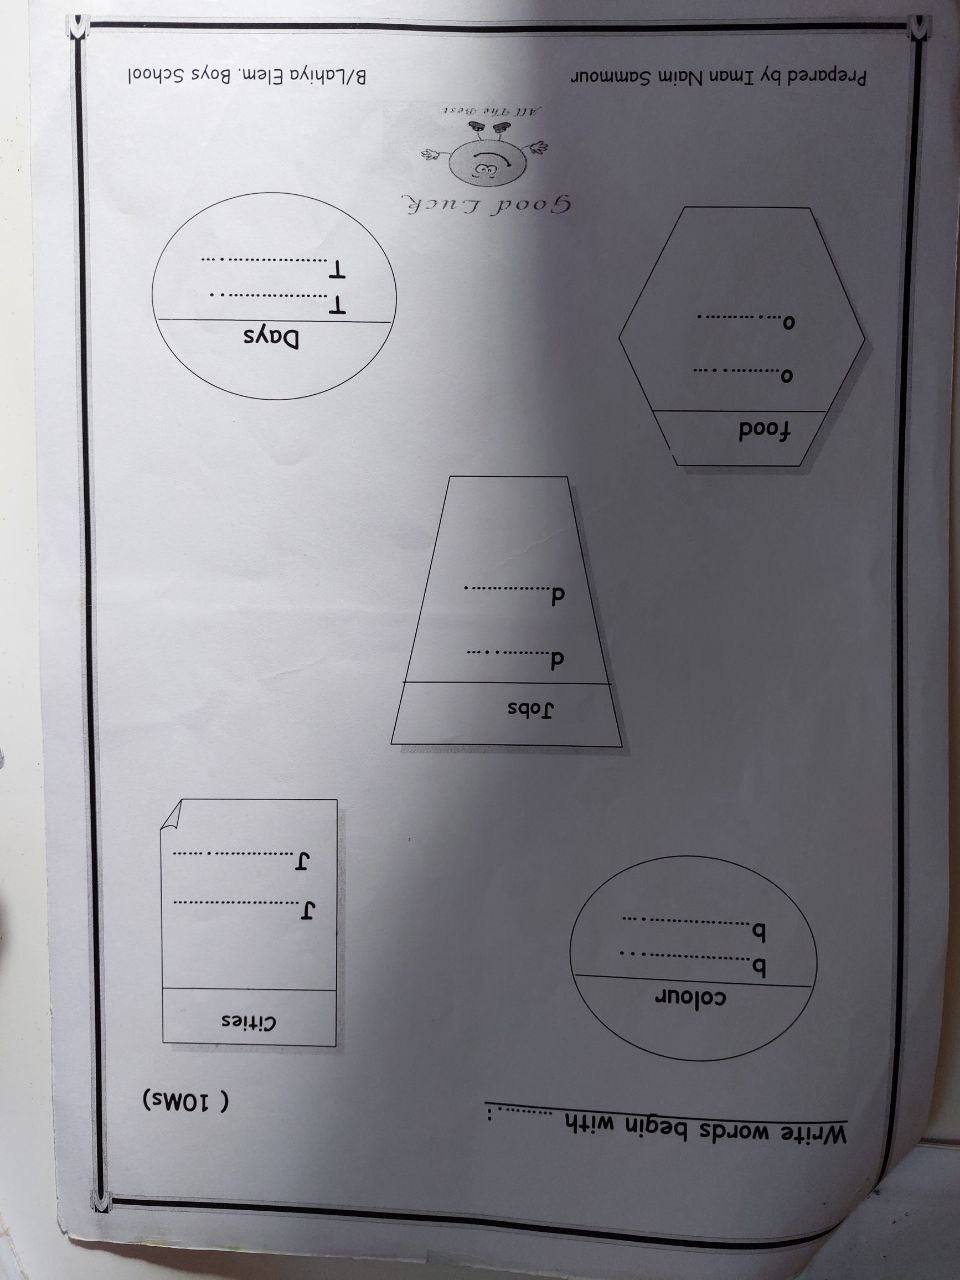 Write words begin with ..........:
( 10Ms)
colour
b.......................
b.......................
Cities
J.......................
J.......................
Jobs
d.................
d.................
food
o.................
o.................
Days
T.......................
T.......................
Good Luck
All The Best
Prepared by Iman Naim Sammour
B/Lahiya Elem. Boys School